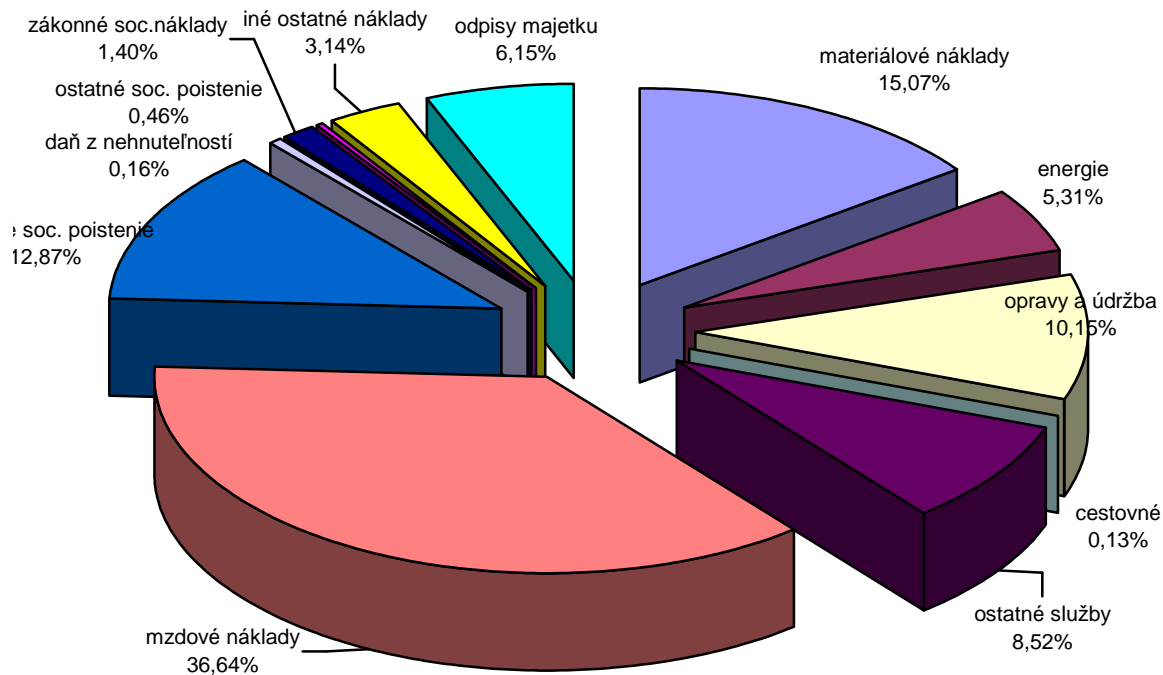 zákonné soc.náklady
1,40%
iné ostatné náklady
3,14%
odpisy majetku
6,15%
materiálové náklady
15,07%
ostatné soc. poistenie
0,46%
daň z nehnuteľností
0,16%
energie
5,31%
soc. poistenie
12,87%
opravy a údržba
10,15%
cestovné
0,13%
ostatné služby
8,52%
mzdové náklady
36,64%